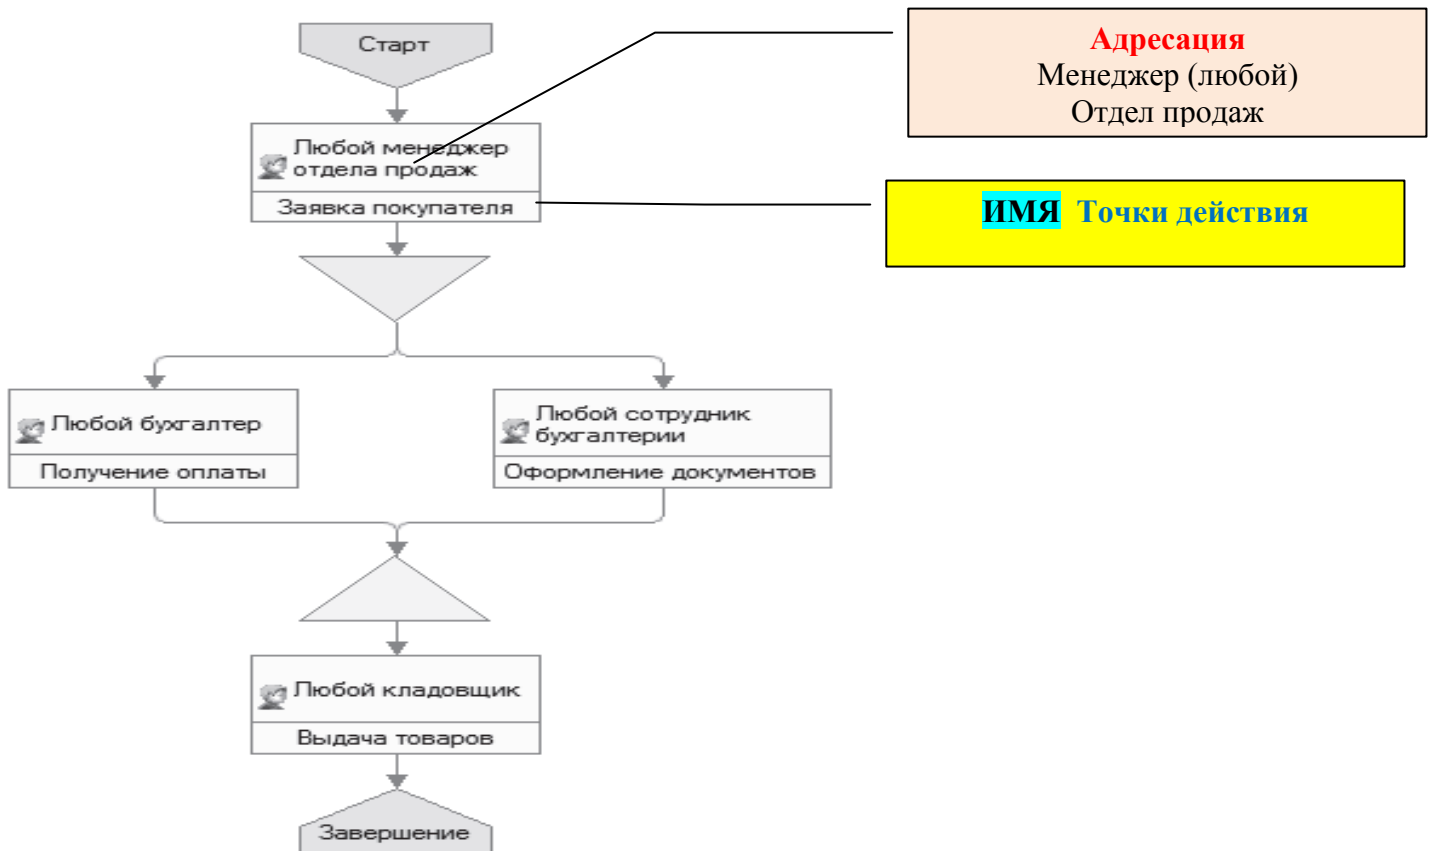 Старт
Адресация
Менеджер (любой)
Отдел продаж
Любой менеджер
отдела продаж
Заявка покупателя
ИМЯ Точки действия
Любой бухгалтер
Получение оплаты
Любой сотрудник
бухгалтерии
Оформление документов
Любой кладовщик
Выдача товаров
Завершение